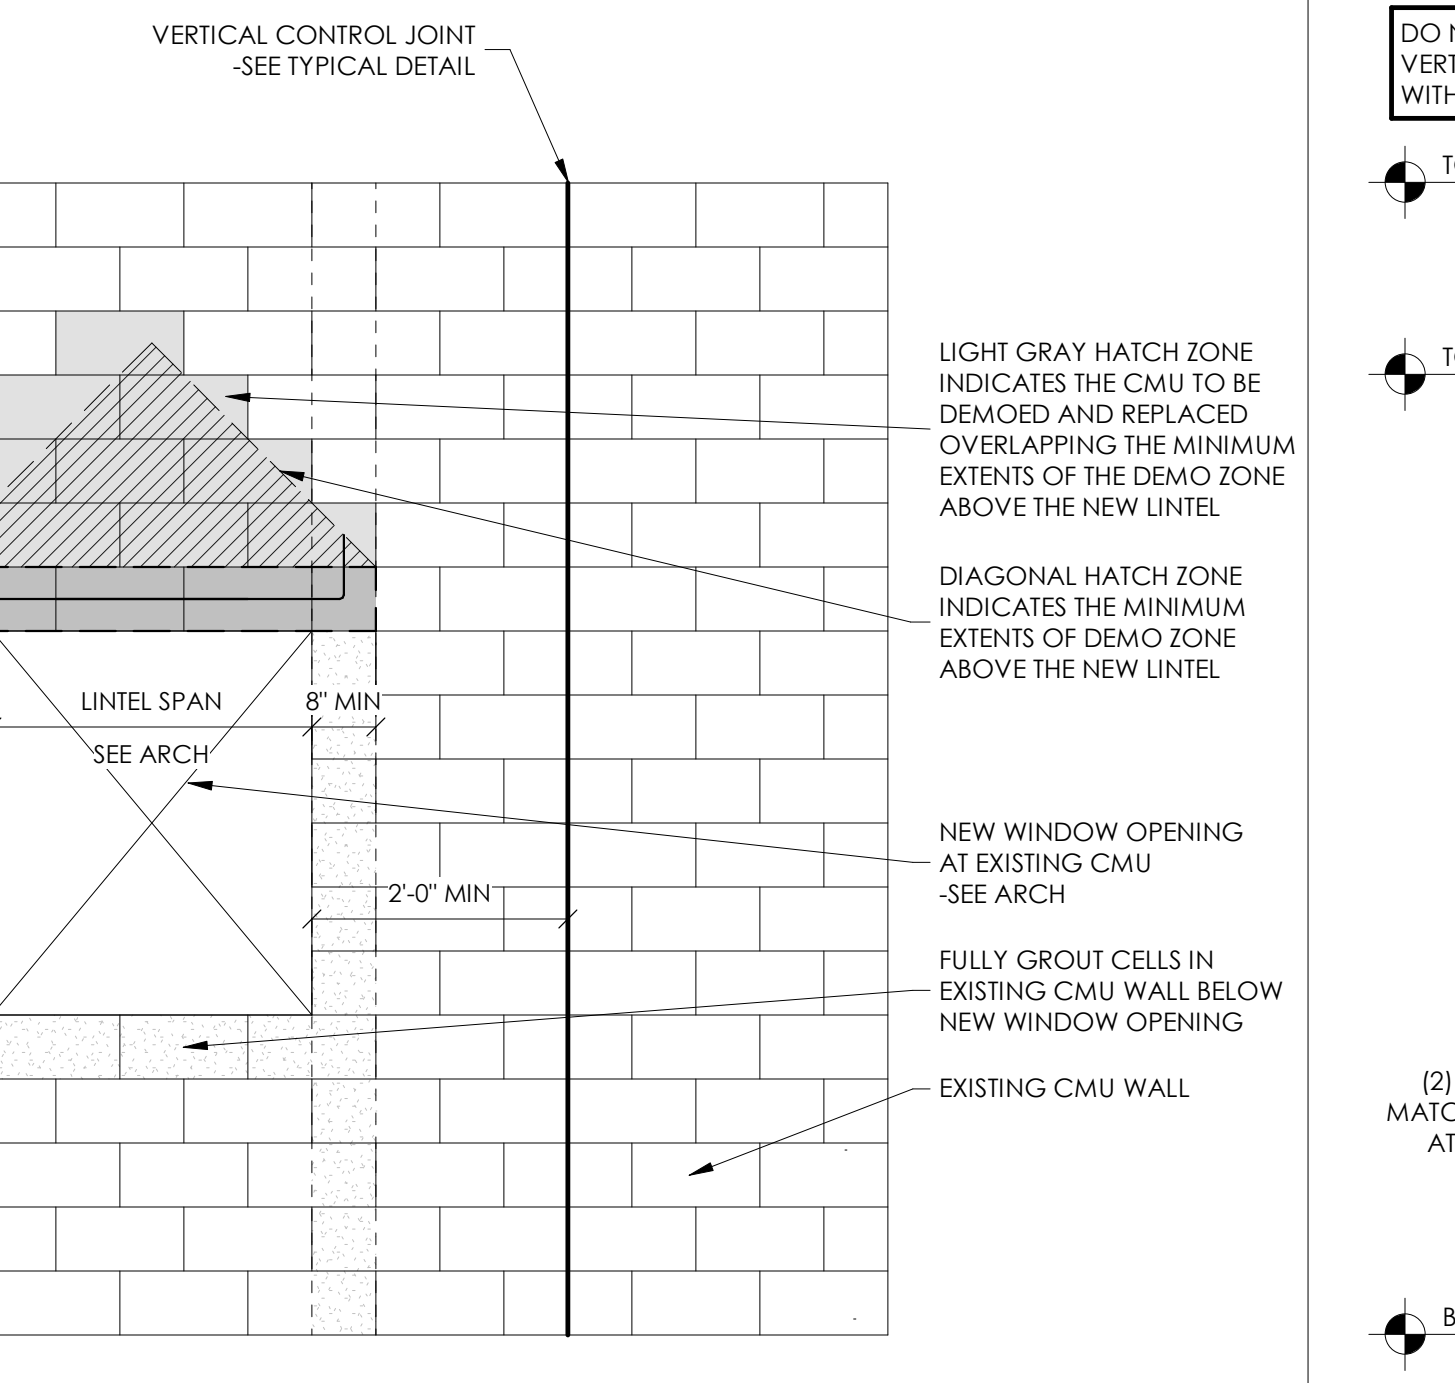 VERTICAL CONTROL JOINT
-SEE TYPICAL DETAIL
LIGHT GRAY HATCH ZONE
INDICATES THE CMU TO BE
DEMOED AND REPLACED
OVERLAPPING THE MINIMUM
EXTENTS OF THE DEMO ZONE
ABOVE THE NEW LINTEL
DIAGONAL HATCH ZONE
INDICATES THE MINIMUM
EXTENTS OF DEMO ZONE
ABOVE THE NEW LINTEL
LINTEL SPAN
8" MIN
SEE ARCH
NEW WINDOW OPENING
AT EXISTING CMU
-SEE ARCH
2'-0" MIN
FULLY GROUT CELLS IN
EXISTING CMU WALL BELOW
NEW WINDOW OPENING
EXISTING CMU WALL
DO
WITH
(2)
AT